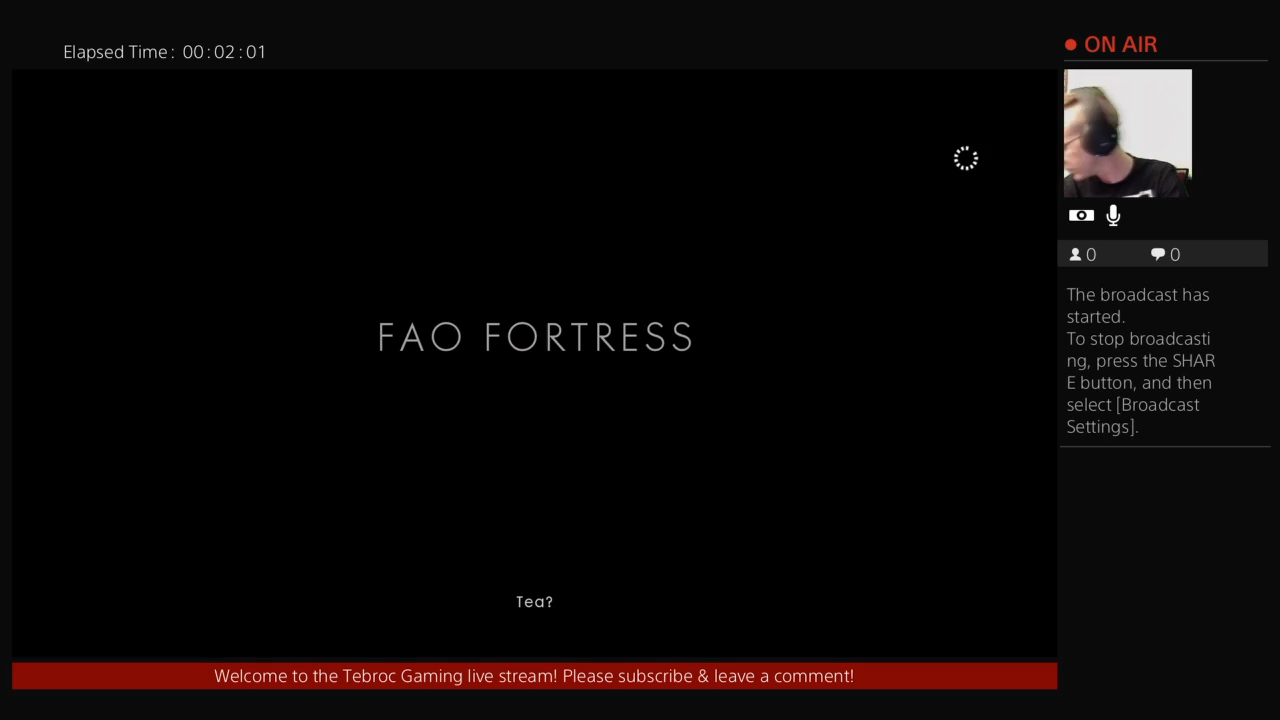 Elapsed Time: 00:02:01
ON AIR
0 0
The broadcast has
started.
To stop broadcasti
ng, press the SHAR
E button, and then
select [Broadcast
Settings].
FAO FORTRESS
Tea?
Welcome to the Tebroc Gaming live stream! Please subscribe & leave a comment!